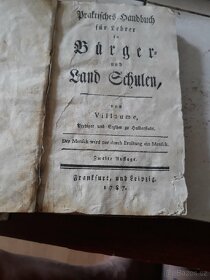 Praktisches Handbuch
für Lehrer
in
Bürger-
und
Land Schulen,
von
Villaume,
Prediger und Erzieher zu Halberstadt.
Der Mensch wird nur durch Erziehung ein Mensch.
Zweite Auflage.
Frankfurt, und Leipzig.
1787.